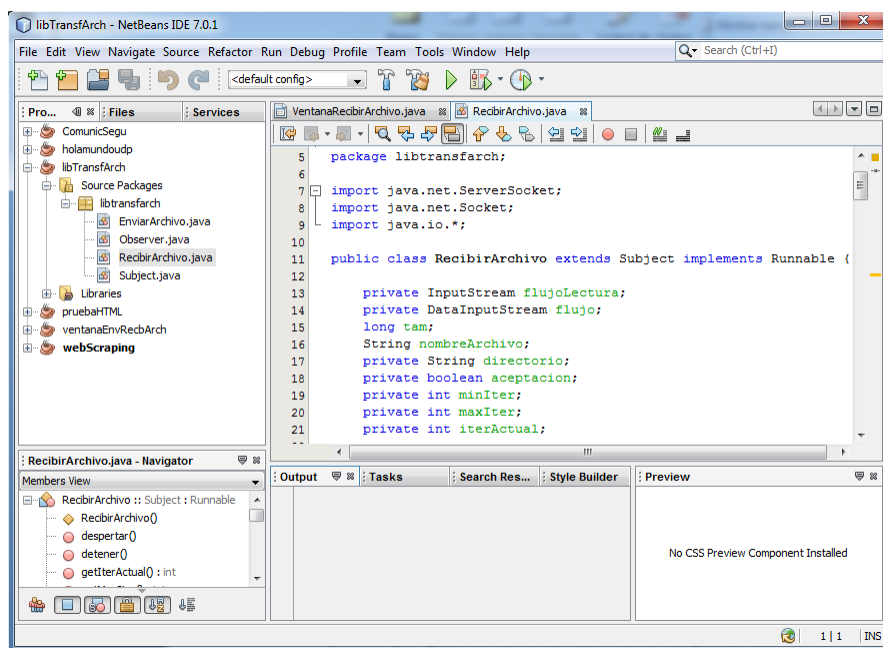 libTransfArch - NetBeans IDE 7.0.1
File Edit View Navigate Source Refactor Run Debug Profile Team Tools Window Help
Search (Ctrl+I)
<default config>
Pro... Files Services
ComunicSegu
holamundoudp
libTransfArch
Source Packages
libtransfarch
EnviarArchivo.java
Observer.java
RecibirArchivo.java
Subject.java
Libraries
pruebaHTML
ventanaEnvRecbArch
webScraping
VentanaRecibirArchivo.java RecibirArchivo.java
5 package libtransfarch;
6
7 import java.net.ServerSocket;
8 import java.net.Socket;
9 import java.io.*;
10
11 public class RecibirArchivo extends Subject implements Runnable {
12
13 private InputStream flujoLectura;
14 private DataInputStream flujo;
15 long tam;
16 String nombreArchivo;
17 private String directorio;
18 private boolean aceptacion;
19 private int minIter;
20 private int maxIter;
21 private int iterActual;
RecibirArchivo.java - Navigator
Members View
RecibirArchivo :: Subject : Runnable
RecibirArchivo()
despertar()
detener()
getIterActual() : int
Output Tasks Search Res... Style Builder
Preview
No CSS Preview Component Installed
1 | 1 INS